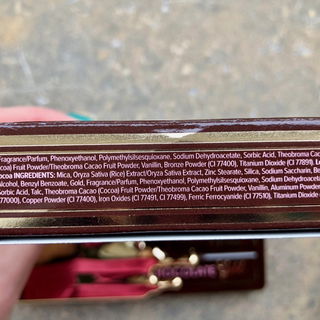 Fragrance/Parfum, Phenoxyethanol, Polymethylsilsesquioxane, Sodium Dehydroacetate, Sorbic Acid, Theobroma Cacao
(Cocoa) Fruit Powder/Theobroma Cacao Fruit Powder, Vanillin, Bronze Powder (CI 77400), Titanium Dioxide (CI 77891).
Cocoa INGREDIENTS: Mica, Oryza Sativa (Rice) Extract/Oryza Sativa Extract, Zinc Stearate, Silica, Sodium Saccharin,
Alcohol, Benzyl Benzoate, Gold, Fragrance/Parfum, Phenoxyethanol, Polymethylsilsesquioxane, Sodium Dehydroacetate
Sorbic Acid, Talc, Theobroma Cacao (Cocoa) Fruit Powder/Theobroma Cacao Fruit Powder, Vanillin, Aluminum Powder
77000), Copper Powder (CI 77400), Iron Oxides (CI 77491, CI 77499), Ferric Ferrocyanide (CI 77510), Titanium Dioxide